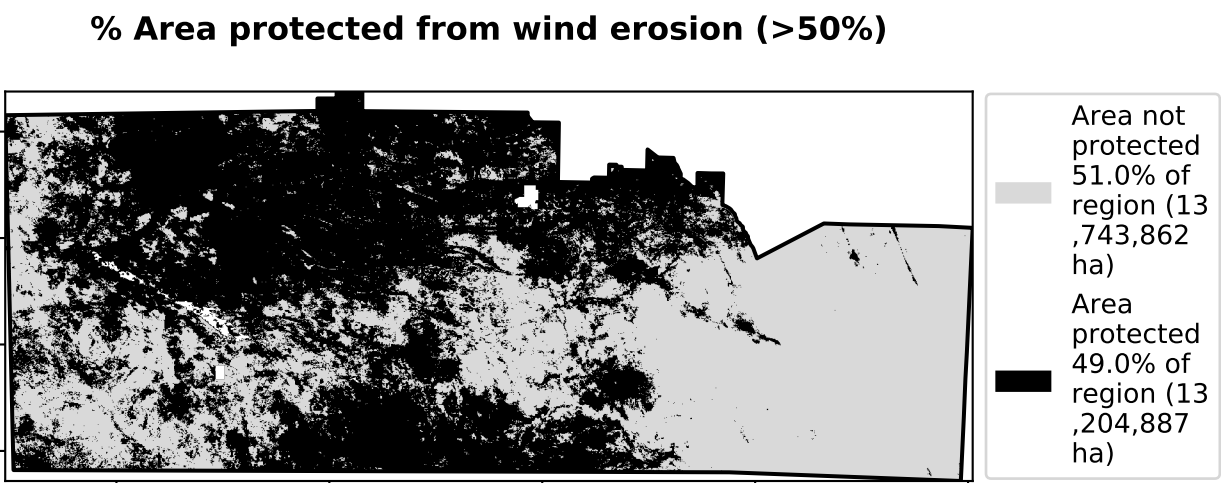 % Area protected from wind erosion (>50%)
Area not
protected
51.0% of
region (13
,743,862
ha)
Area
protected
49.0% of
region (13
,204,887
ha)